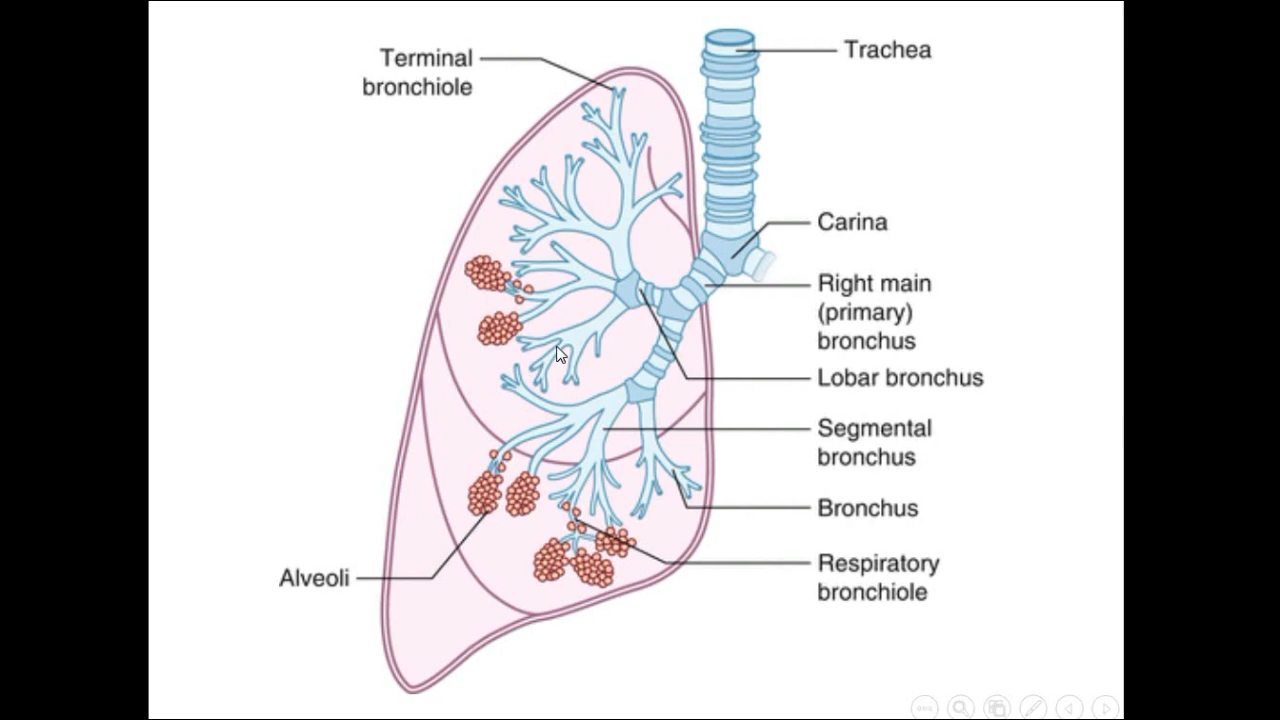 Terminal
bronchiole
Trachea
Carina
Right main
(primary)
bronchus
Lobar bronchus
Segmental
bronchus
Bronchus
Respiratory
bronchiole
Alveoli